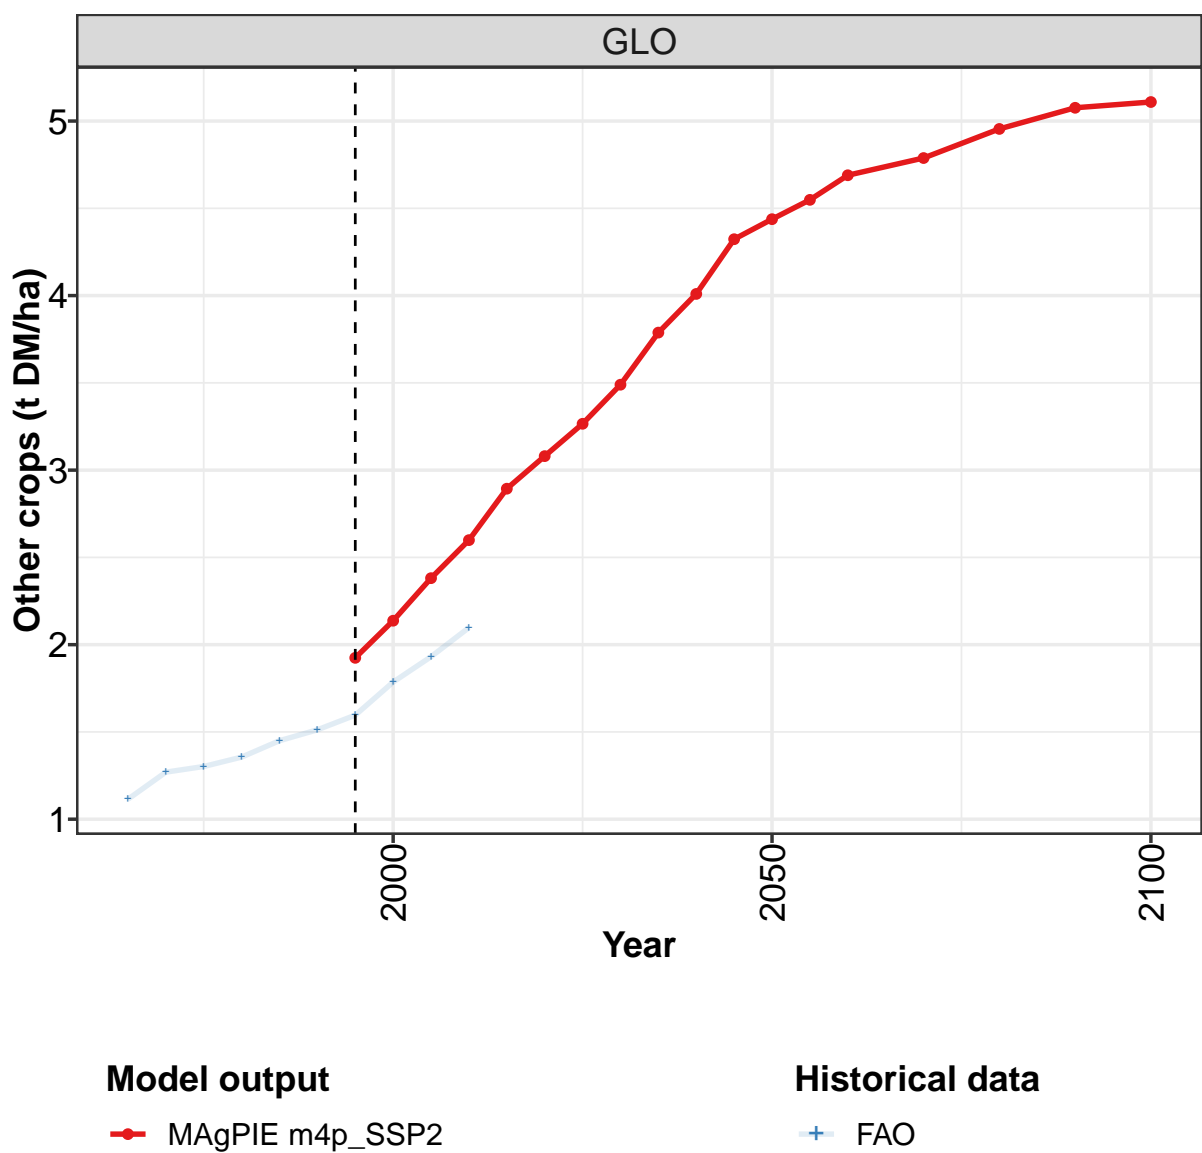 GLO
Other crops (t DM/ha)
5
4
3
2
1
2000
2050
2100
Year
Model output
MAgPIE m4p_SSP2
Historical data
FAO